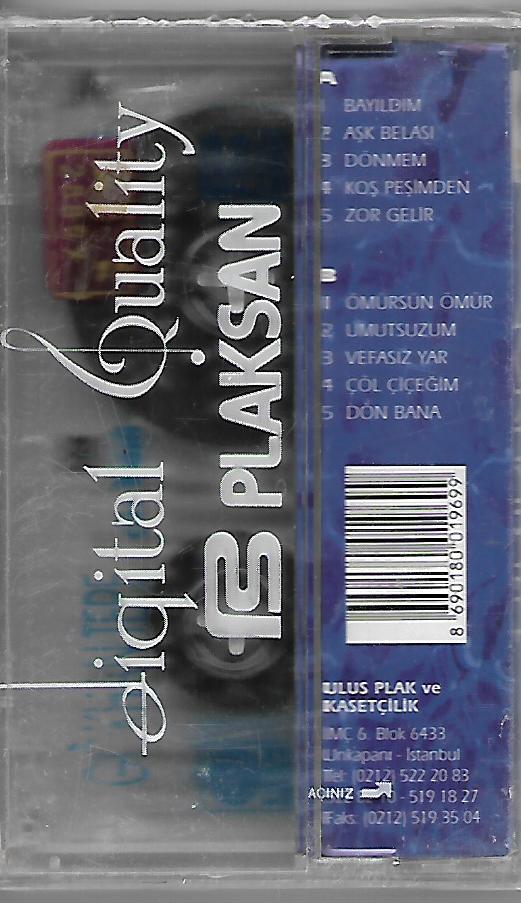 Digital Quality
PLAKSAN
A
1 BAYILDIM
2 AŞK BELASI
3 DÖNMEM
4 KOŞ PEŞİMDEN
5 ZOR GELİR
B
1 ÖMÜRSÜN ÖMÜR
2 UMUTSUZUM
3 VEFASIZ YAR
4 ÇÖL ÇİÇEĞİM
5 DÖN BANA
8 690180 019699
ULUS PLAK ve
KASETÇİLİK
İMÇ 6. Blok 6433
Unkapanı - İstanbul
Tel: (0212) 522 20 83
- 519 18 27
Faks. (0212) 519 35 04
AÇINIZ